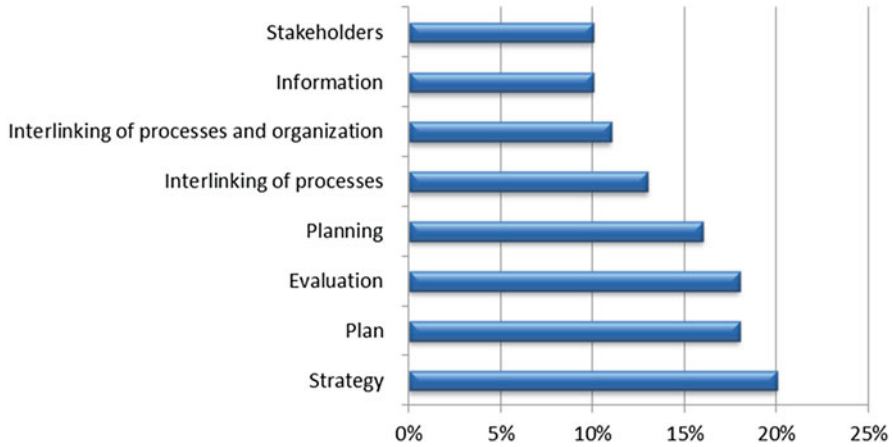 Stakeholders
Information
Interlinking of processes and organization
Interlinking of processes
Planning
Evaluation
Plan
Strategy
0% 5% 10% 15% 20% 25%